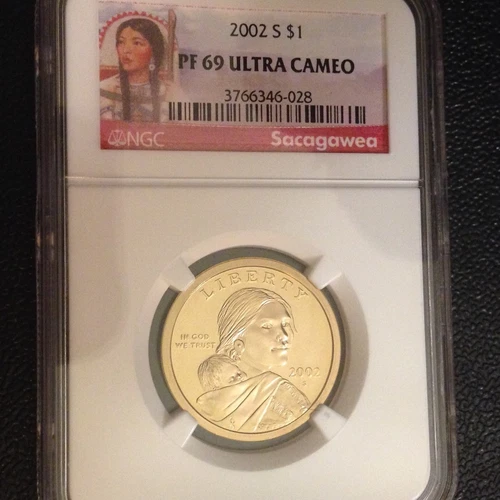 2002 S $1
PF 69 ULTRA CAMEO
3766346-028
NGC
Sacagawea
LIBERTY
IN GOD
WE TRUST
2002
S